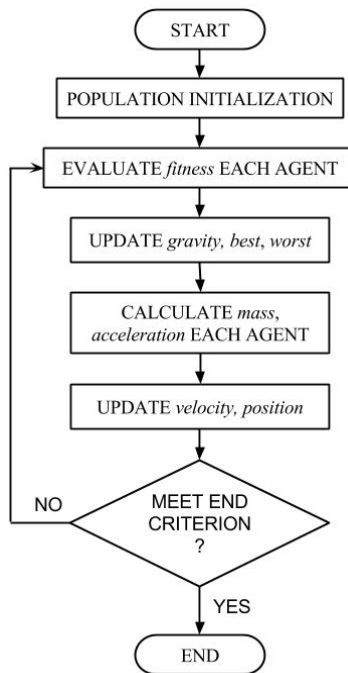 START
POPULATION INITIALIZATION
EVALUATE fitness EACH AGENT
UPDATE gravity, best, worst
CALCULATE mass,
acceleration EACH AGENT
UPDATE velocity, position
NO
MEET END
CRITERION
?
YES
END